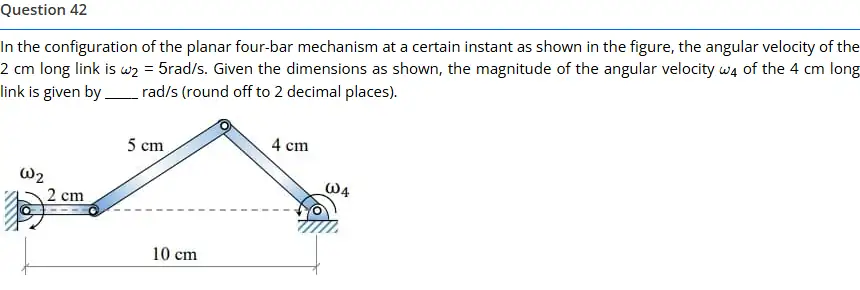 Question 42
In the configuration of the planar four-bar mechanism at a certain instant as shown in the figure, the angular velocity of the
2 cm long link is ω2 = 5rad/s. Given the dimensions as shown, the magnitude of the angular velocity ω4 of the 4 cm long
link is given by ____ rad/s (round off to 2 decimal places).
5 cm
4 cm
ω2
2 cm
ω4
10 cm